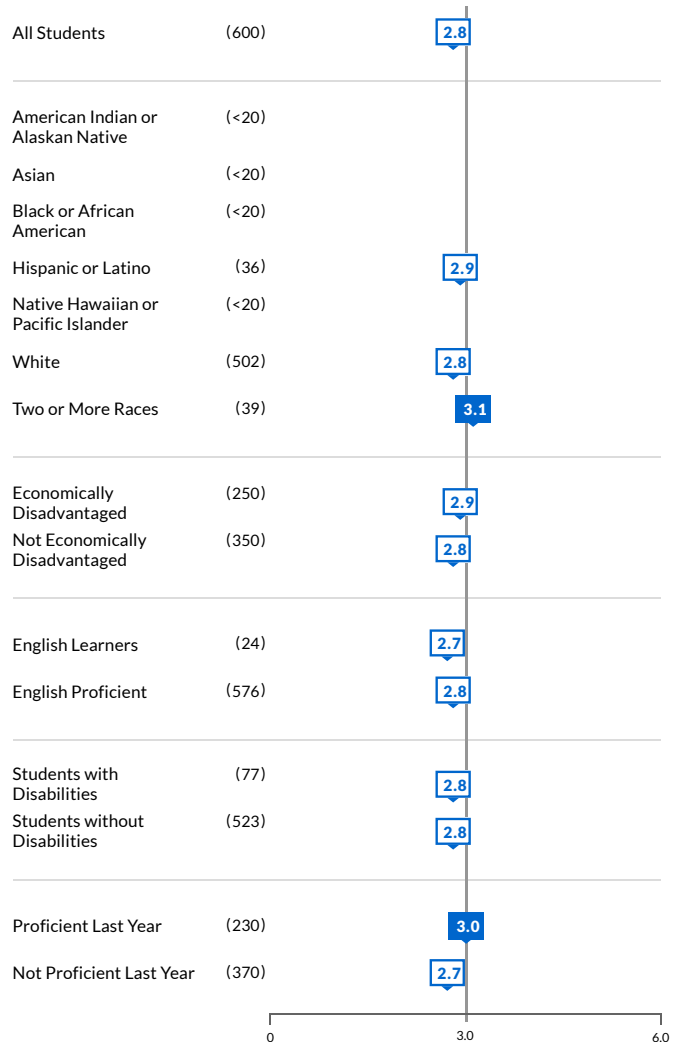 All Students (600) 2.8
American Indian or (<20)
Alaskan Native
Asian (<20)
Black or African (<20)
American
Hispanic or Latino (36) 2.9
Native Hawaiian or (<20)
Pacific Islander
White (502) 2.8
Two or More Races (39) 3.1
Economically (250) 2.9
Disadvantaged
Not Economically (350) 2.8
Disadvantaged
English Learners (24) 2.7
English Proficient (576) 2.8
Students with (77) 2.8
Disabilities
Students without (523) 2.8
Disabilities
Proficient Last Year (230) 3.0
Not Proficient Last Year (370) 2.7
0 3.0 6.0